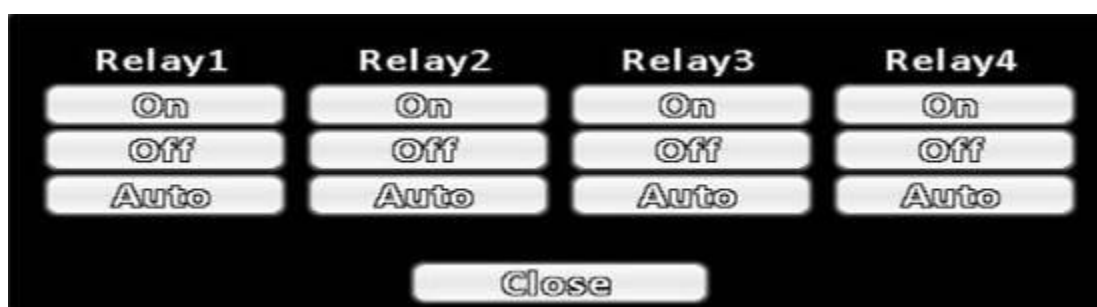 Relay1 Relay2 Relay3 Relay4
On On On On
Off Off Off Off
Auto Auto Auto Auto
Close